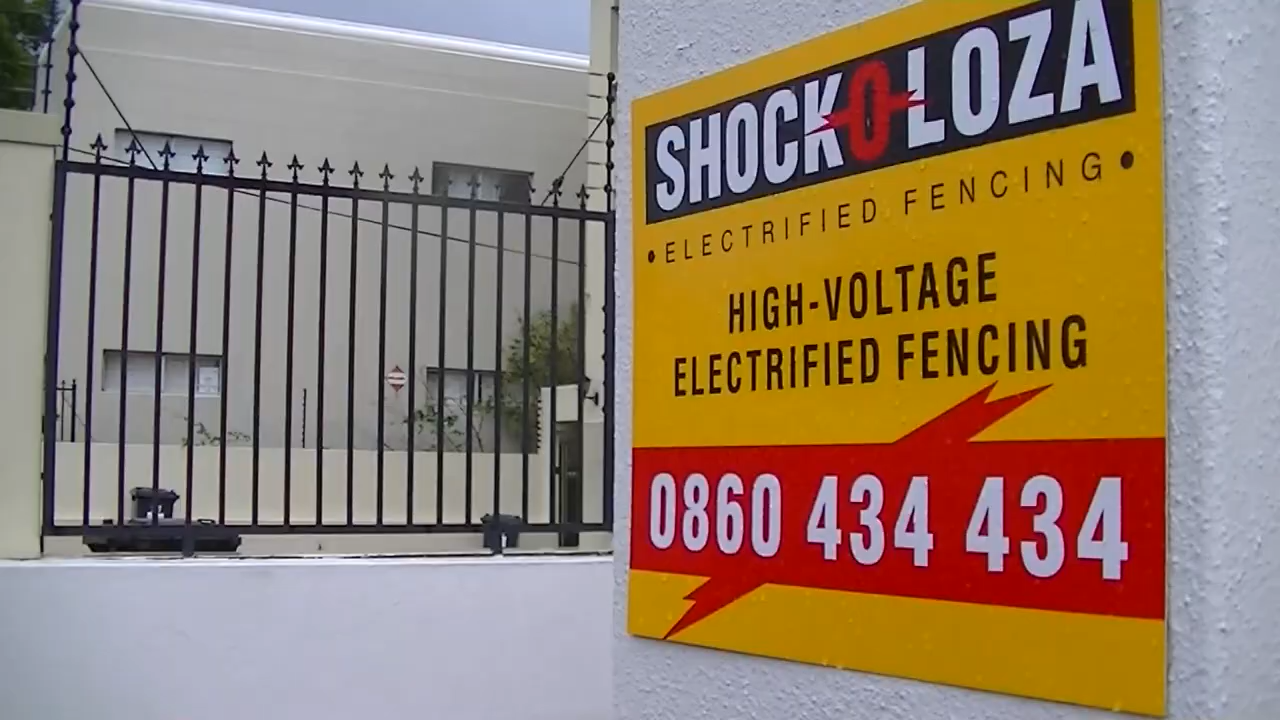 SHOCK O LOZA
• ELECTRIFIED FENCING •
HIGH-VOLTAGE
ELECTRIFIED FENCING
0860 434 434